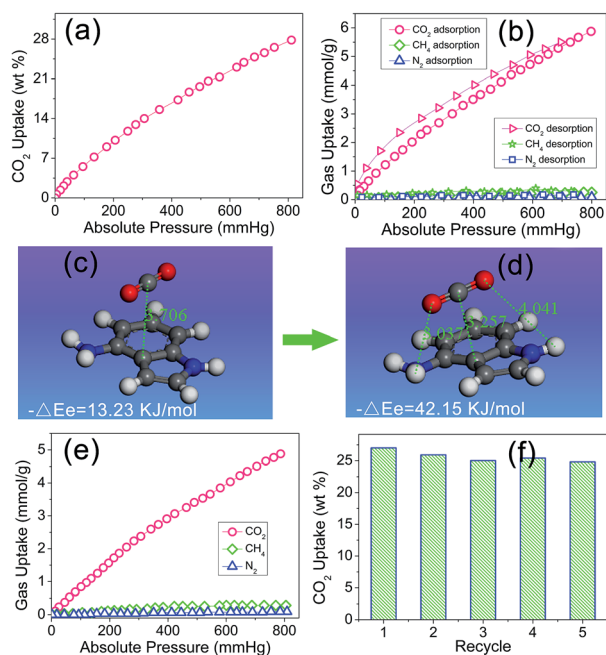 (a)
CO₂ Uptake (wt %)
28
21
14
7
0
0 200 400 600 800
Absolute Pressure (mmHg)
(b)
Gas Uptake (mmol/g)
6
5
4
3
2
1
0
CO₂ adsorption
CH₄ adsorption
N₂ adsorption
CO₂ desorption
CH₄ desorption
N₂ desorption
0 200 400 600 800
Absolute Pressure (mmHg)
(c)
-△Ee=13.23 KJ/mol
(d)
4.041
-△Ee=42.15 KJ/mol
(e)
Gas Uptake (mmol/g)
5
4
3
2
1
0
CO₂
CH₄
N₂
0 200 400 600 800
Absolute Pressure (mmHg)
(f)
CO₂ Uptake (wt %)
25
20
15
10
5
0
1 2 3 4 5
Recycle